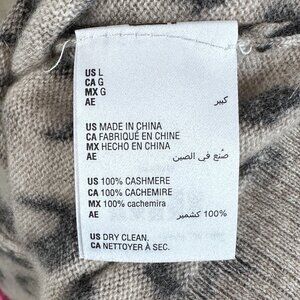 US L
CA G
MX G
AE كبير
US MADE IN CHINA
CA FABRIQUÉ EN CHINE
MX HECHO EN CHINA
AE صُنع في الصين
US 100% CASHMERE
CA 100% CACHEMIRE
MX 100% cachemira
AE 100% كشمير
US DRY CLEAN.
CA NETTOYER À SEC.